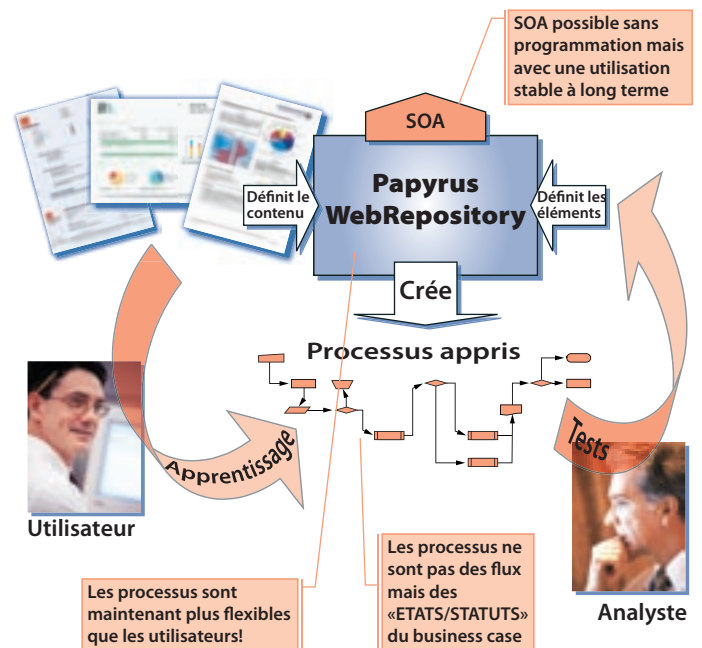 SOA possible sans
programmation mais
avec une utilisation
stable à long terme
SOA
Papyrus
WebRepository
Définit le
contenu
Définit les
éléments
Crée
Processus appris
Apprentissage
Tests
Utilisateur
Analyste
Les processus sont
maintenant plus flexibles
que les utilisateurs!
Les processus ne
sont pas des flux
mais des
«ETATS/STATUTS»
du business case